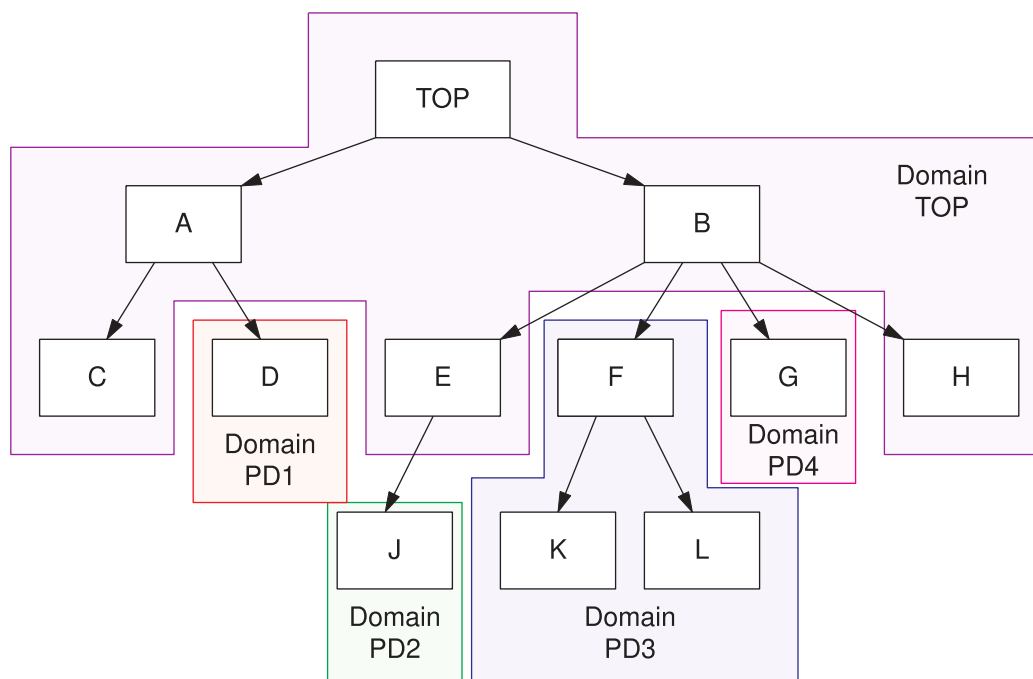 TOP
Domain
TOP
A
B
C
D
E
F
G
H
Domain
PD1
Domain
PD4
J
K
L
Domain
PD2
Domain
PD3